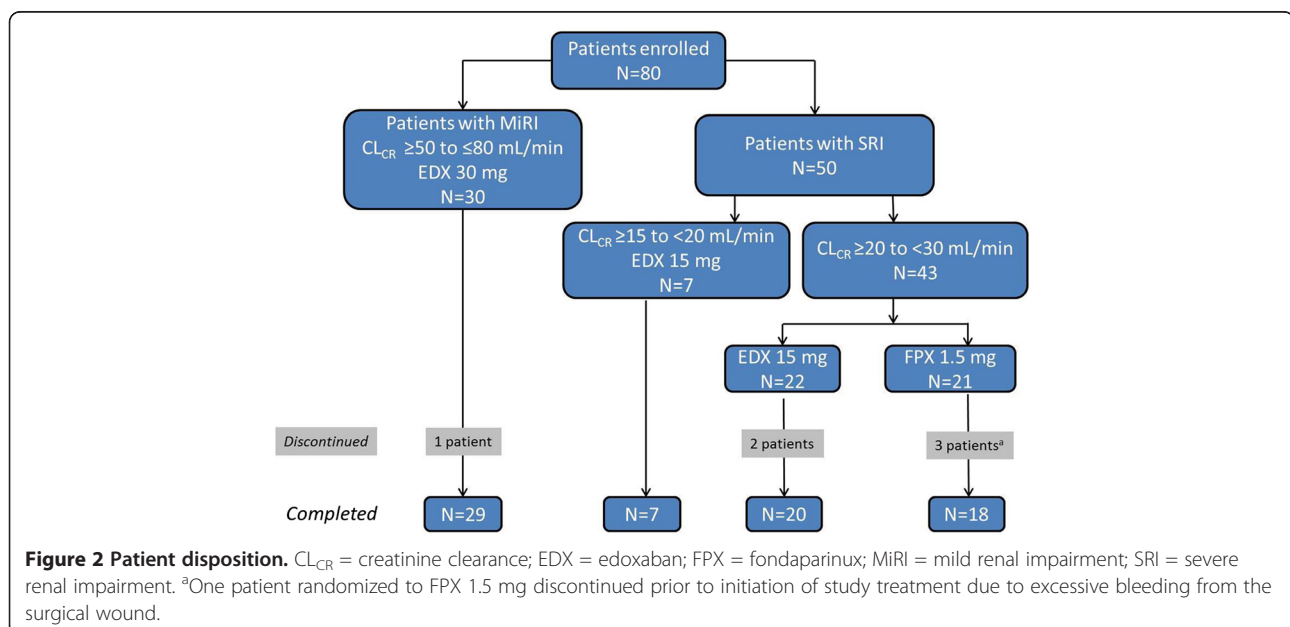 Patients enrolled
N=80
Patients with MiRI
CL_CR ≥50 to ≤80 mL/min
EDX 30 mg
N=30
Patients with SRI
N=50
CL_CR ≥15 to <20 mL/min
EDX 15 mg
N=7
CL_CR ≥20 to <30 mL/min
N=43
EDX 15 mg
N=22
FPX 1.5 mg
N=21
Discontinued
1 patient
2 patients
3 patientsᵃ
Completed
N=29
N=7
N=20
N=18
Figure 2 Patient disposition. CL_CR = creatinine clearance; EDX = edoxaban; FPX = fondaparinux; MiRI = mild renal impairment; SRI = severe
renal impairment. ᵃOne patient randomized to FPX 1.5 mg discontinued prior to initiation of study treatment due to excessive bleeding from the
surgical wound.